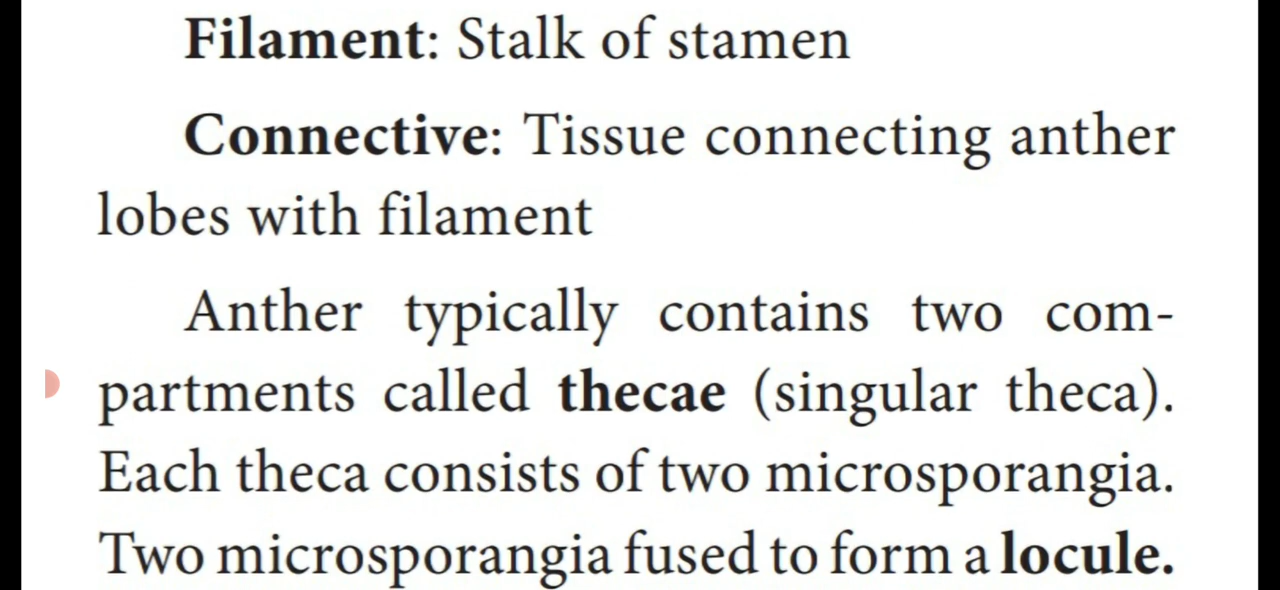 Filament: Stalk of stamen
Connective: Tissue connecting anther
lobes with filament
Anther typically contains two com-
partments called thecae (singular theca).
Each theca consists of two microsporangia.
Two microsporangia fused to form a locule.